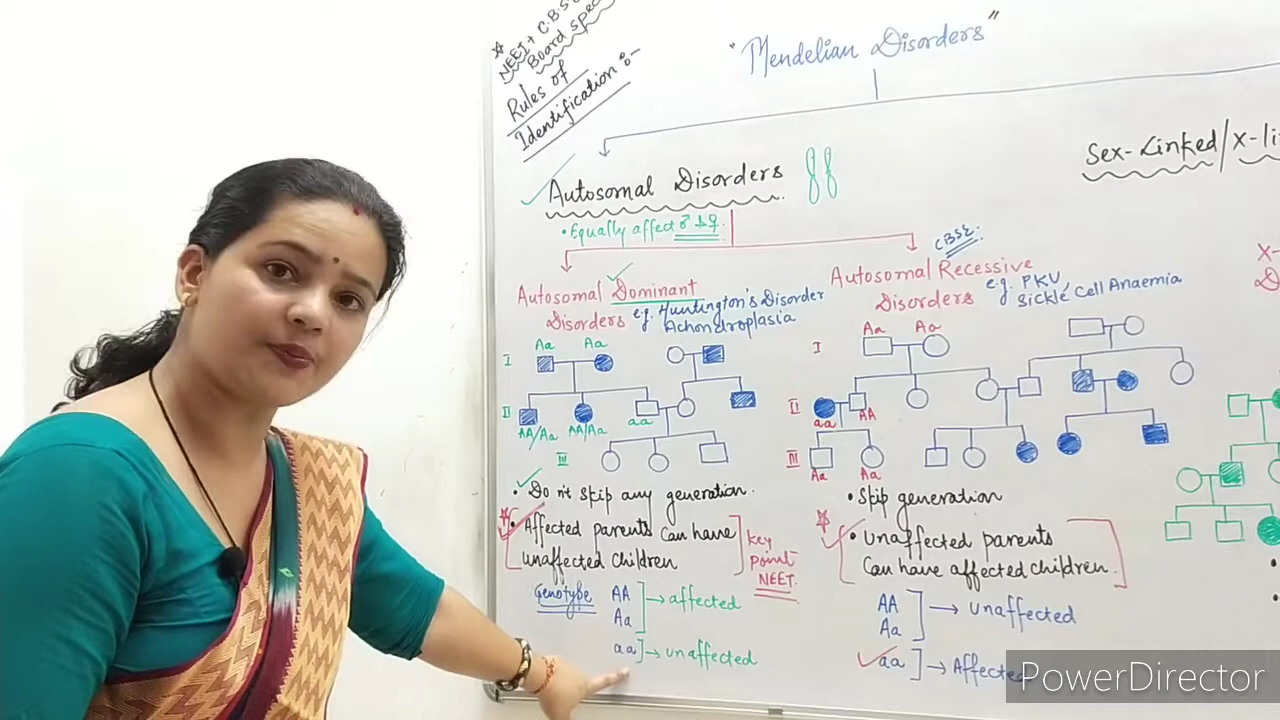 NEET + C.B.S.E
Board spec
Rules of
Identification :-
"Mendelian Disorders"
Autosomal Disorders
• Equally affect ♂ & ♀.
Sex-Linked/X-li
Autosomal Dominant
Disorders
e.g. Huntington's Disorder
Achondroplasia
CBSE
Autosomal Recessive
Disorders
e.g. PKU,
Sickle Cell Anaemia
X-
D
I
Aa Aa
II
AA/Aa AA/Aa aa
III
I
Aa Aa
II
aa AA
III
Aa Aa
• Do n't skip any generation.
• Affected parents Can have
unaffected children
key
point
NEET.
Genotype AA
Aa → affected
aa → unaffected
• Skip generation
• Unaffected parents
Can have affected children.
AA
Aa → unaffected
aa → Affected
PowerDirector